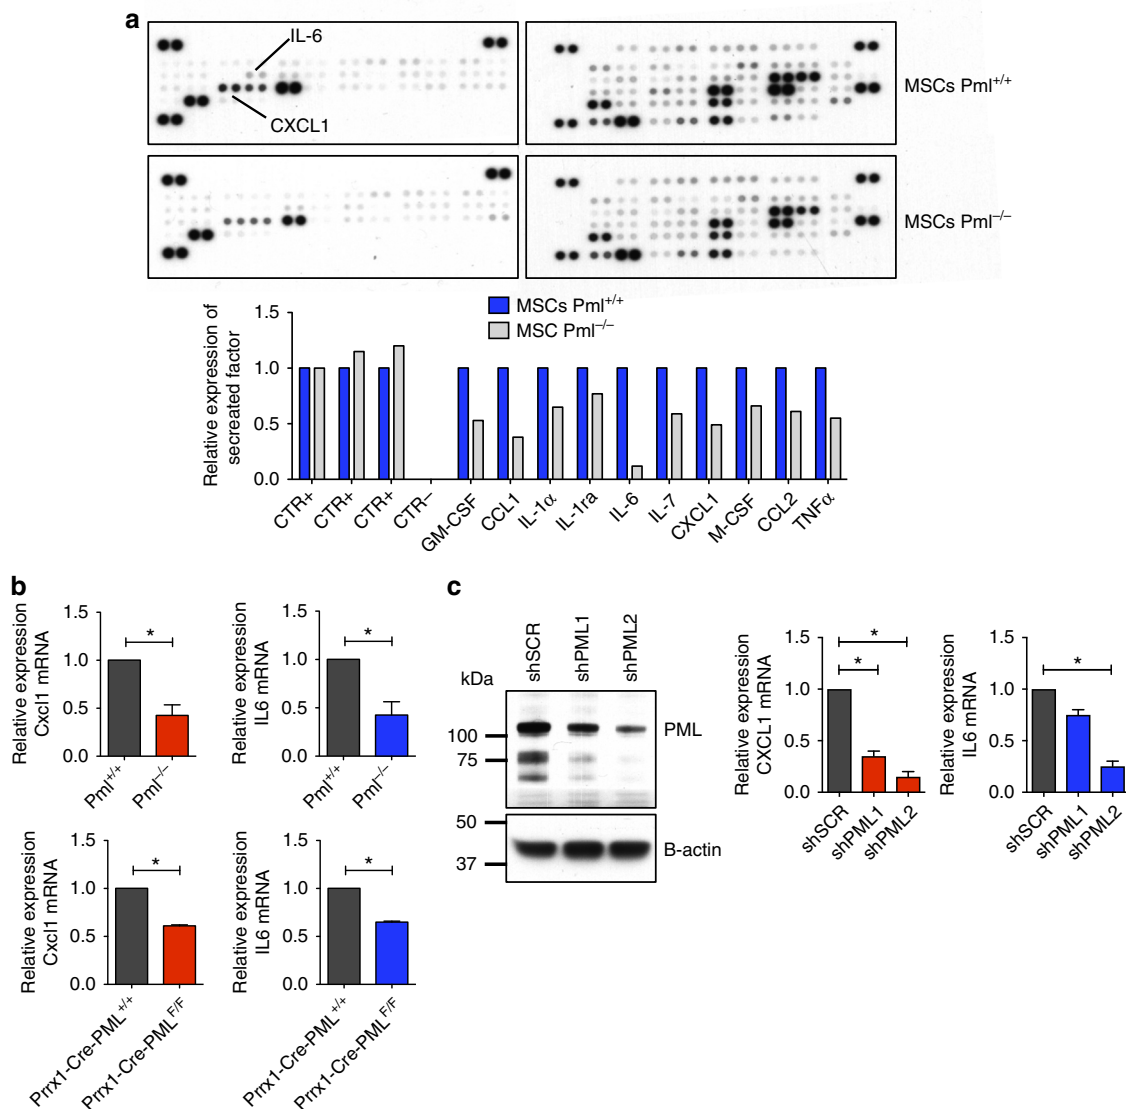 a
IL-6
CXCL1
MSCs Pml+/+
MSCs Pml–/–
MSCs Pml+/+
MSC Pml–/–
Relative expression of
secreated factor
1.5
1.0
0.5
0.0
CTR+
CTR+
CTR+
CTR–
GM-CSF
CCL1
IL-1α
IL-1ra
IL-6
IL-7
CXCL1
M-CSF
CCL2
TNFα
b
Relative expression
Cxcl1 mRNA
1.5
1.0
0.5
0.0
*
Pml+/+
Pml–/–
Relative expression
IL6 mRNA
1.5
1.0
0.5
0.0
*
Pml+/+
Pml–/–
Relative expression
Cxcl1 mRNA
1.5
1.0
0.5
0.0
*
Prrx1-Cre-PML+/+
Prrx1-Cre-PMLF/F
Relative expression
IL6 mRNA
1.5
1.0
0.5
0.0
*
Prrx1-Cre-PML+/+
Prrx1-Cre-PMLF/F
c
kDa
shSCR
shPML1
shPML2
100
75
50
37
PML
B-actin
Relative expression
CXCL1 mRNA
1.5
1.0
0.5
0.0
*
*
shSCR
shPML1
shPML2
Relative expression
IL6 mRNA
1.5
1.0
0.5
0.0
*
shSCR
shPML1
shPML2